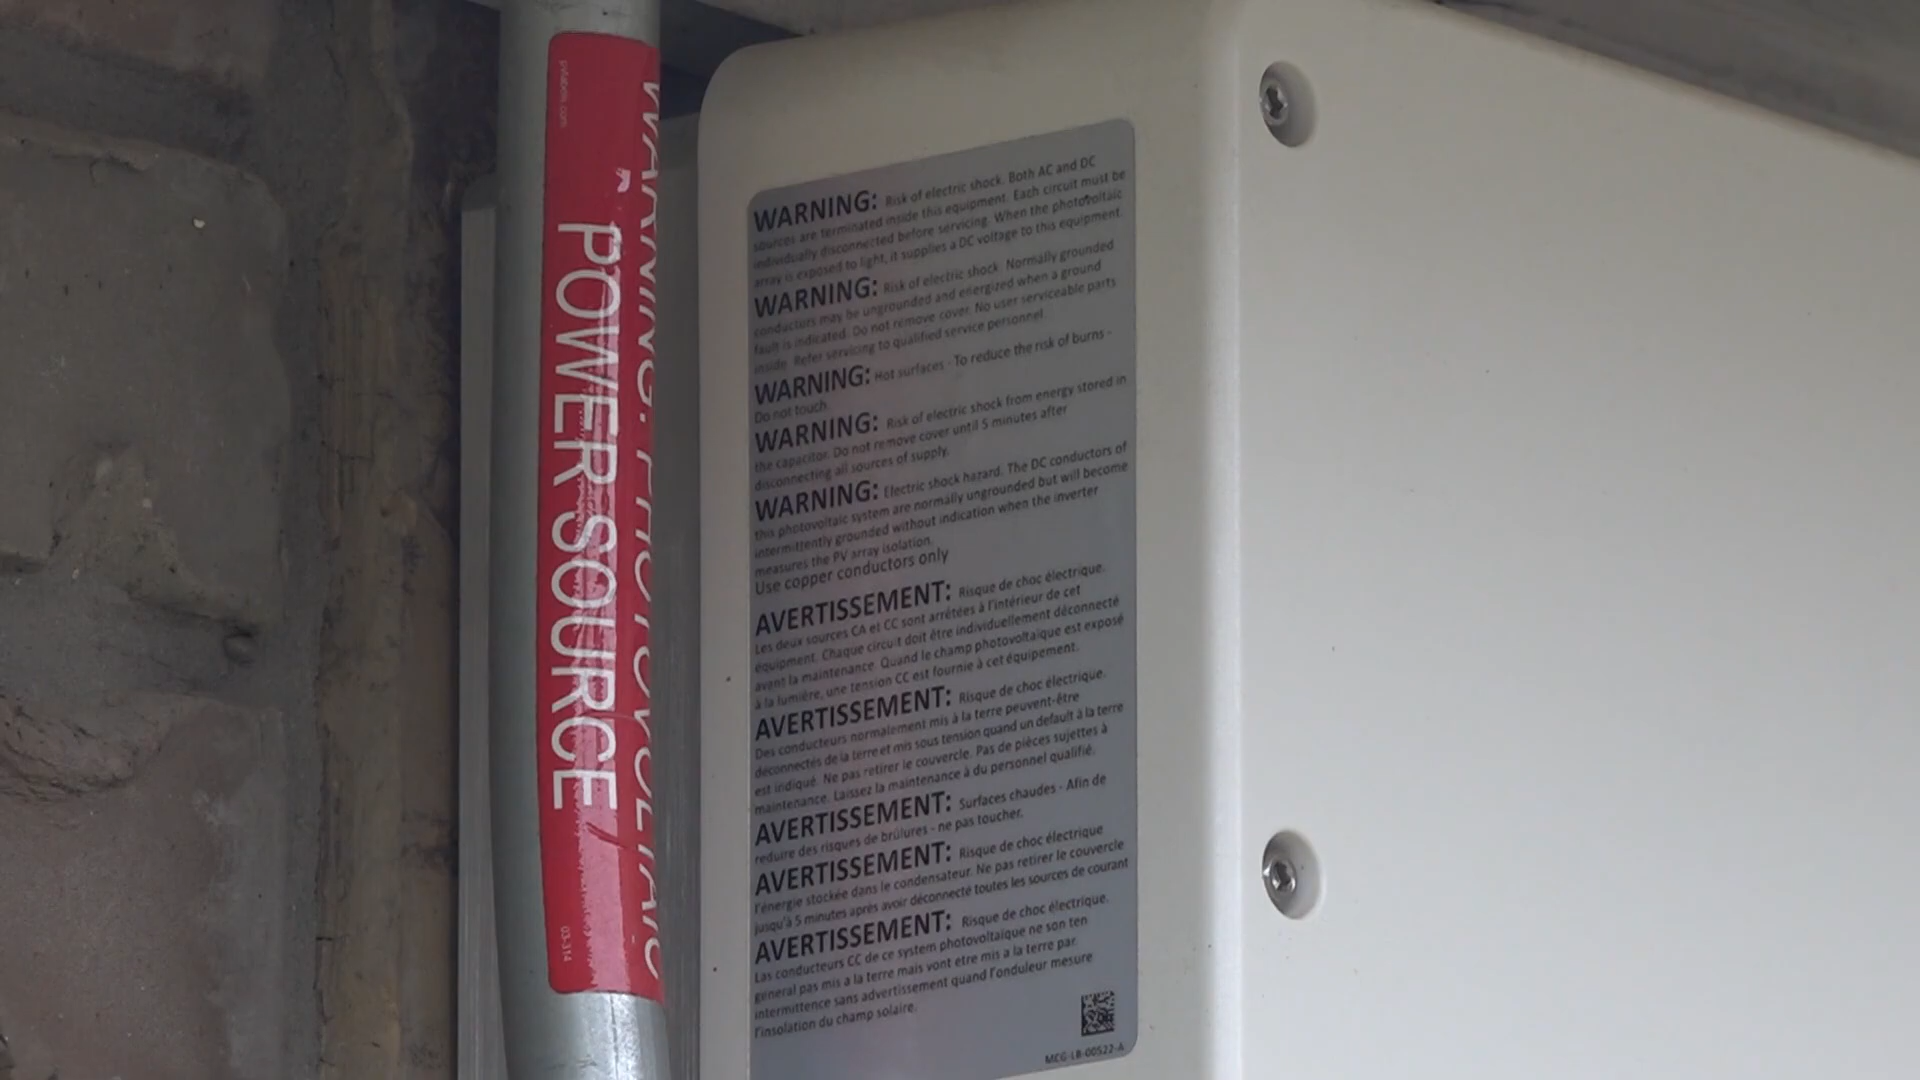 WARNING: PHOTOVOLTAIC
POWER SOURCE
03-314
WARNING: Risk of electric shock. Both AC and DC
sources are terminated inside this equipment. Each circuit must be
individually disconnected before servicing. When the photovoltaic
array is exposed to light, it supplies a DC voltage to this equipment.
WARNING: Risk of electric shock. Normally grounded
conductors may be ungrounded and energized when a ground
fault is indicated. Do not remove cover. No user serviceable parts
inside. Refer servicing to qualified service personnel.
WARNING: Hot surfaces - To reduce the risk of burns -
Do not touch.
WARNING: Risk of electric shock from energy stored in
the capacitor. Do not remove cover until 5 minutes after
disconnecting all sources of supply.
WARNING: Electric shock hazard. The DC conductors of
this photovoltaic system are normally ungrounded but will become
intermittently grounded without indication when the inverter
measures the PV array isolation.
Use copper conductors only
AVERTISSEMENT: Risque de choc électrique.
Les deux sources CA et CC sont arrêtées à l'intérieur de cet
équipment. Chaque circuit doit être individuellement déconnecté
avant la maintenance. Quand le champ photovoltaïque est exposé
à la lumière, une tension CC est fournie à cet équipement.
AVERTISSEMENT: Risque de choc électrique.
Des conducteurs normalement mis à la terre peuvent-être
déconnectés de la terre et mis sous tension quand un default à la terre
est indiqué. Ne pas retirer le couvercle. Pas de pièces sujettes à
maintenance. Laissez la maintenance à du personnel qualifié.
AVERTISSEMENT: Surfaces chaudes - Afin de
reduire des risques de brûlures - ne pas toucher.
AVERTISSEMENT: Risque de choc électrique
l'énergie stockée dans le condensateur. Ne pas retirer le couvercle
jusqu'à 5 minutes après avoir déconnecté toutes les sources de courant
AVERTISSEMENT: Risque de choc électrique.
Las conducteurs CC de ce system photovoltaique ne son ten
general pas mis a la terre mais vont etre mis a la terre par
intermittence sans advertissement quand l'onduleur mesure
l'insolation du champ solaire.
MCG-LB-00522-A